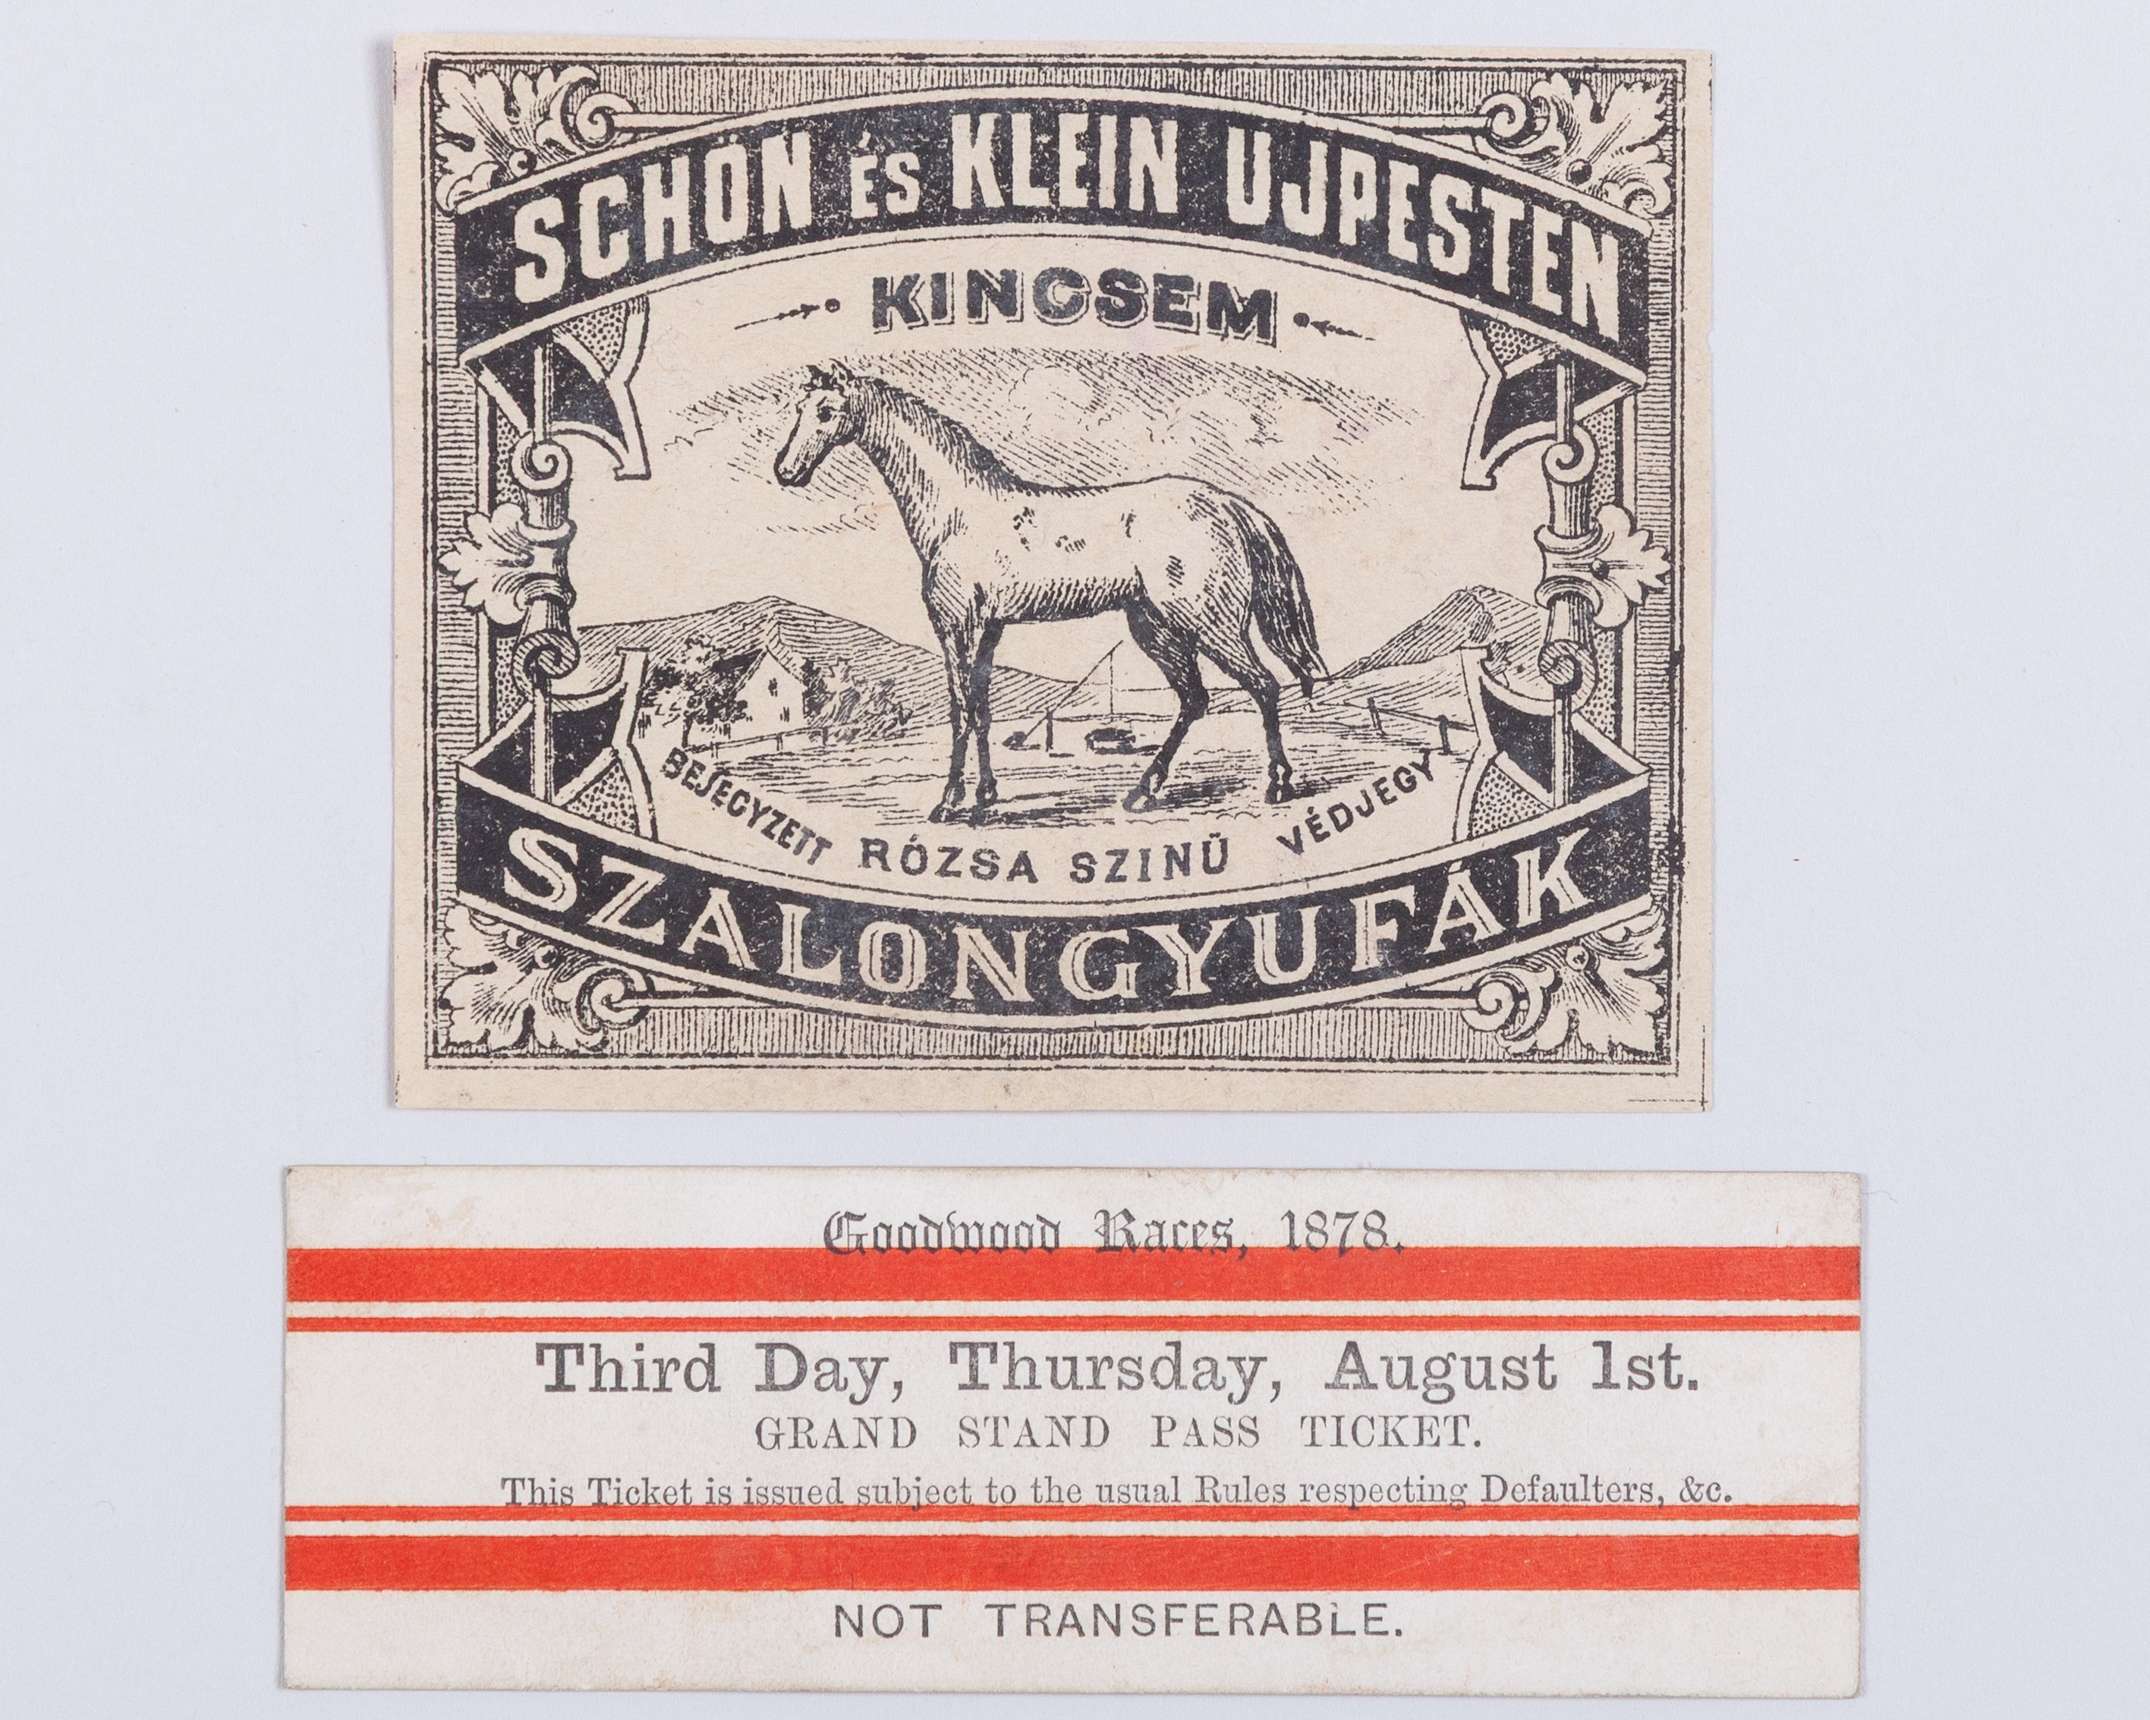 SCHÖN ÉS KLEIN UJPESTEN
KINCSEM
BEJEGYZETT RÓZSA SZINŰ VÉDJEGY
SZALONGYUFÁK
Goodwood Races, 1878.
Third Day, Thursday, August 1st.
GRAND STAND PASS TICKET.
This Ticket is issued subject to the usual Rules respecting Defaulters, &c.
NOT TRANSFERABLE.